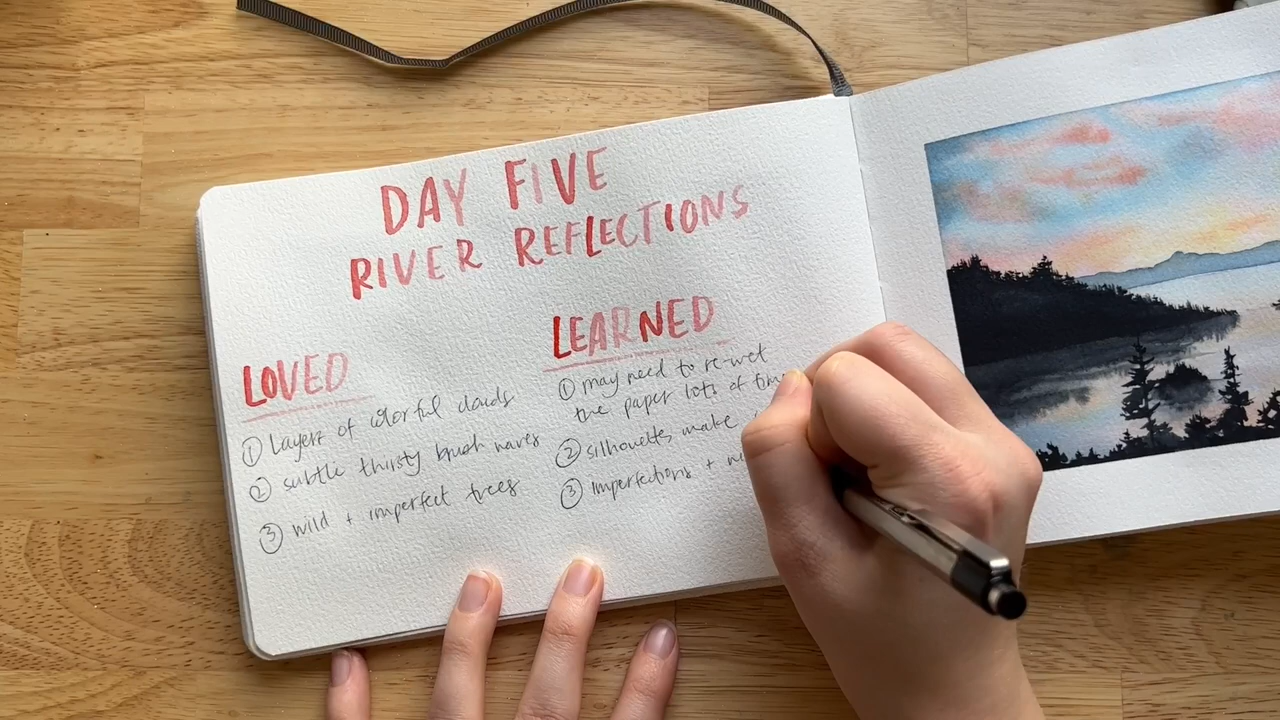 DAY FIVE
RIVER REFLECTIONS
LOVED
① Layers of colorful clouds
② subtle thirsty brush waves
③ wild + imperfect trees
LEARNED
① may need to re-wet
the paper lots of
② silhouettes make
③ imperfections +